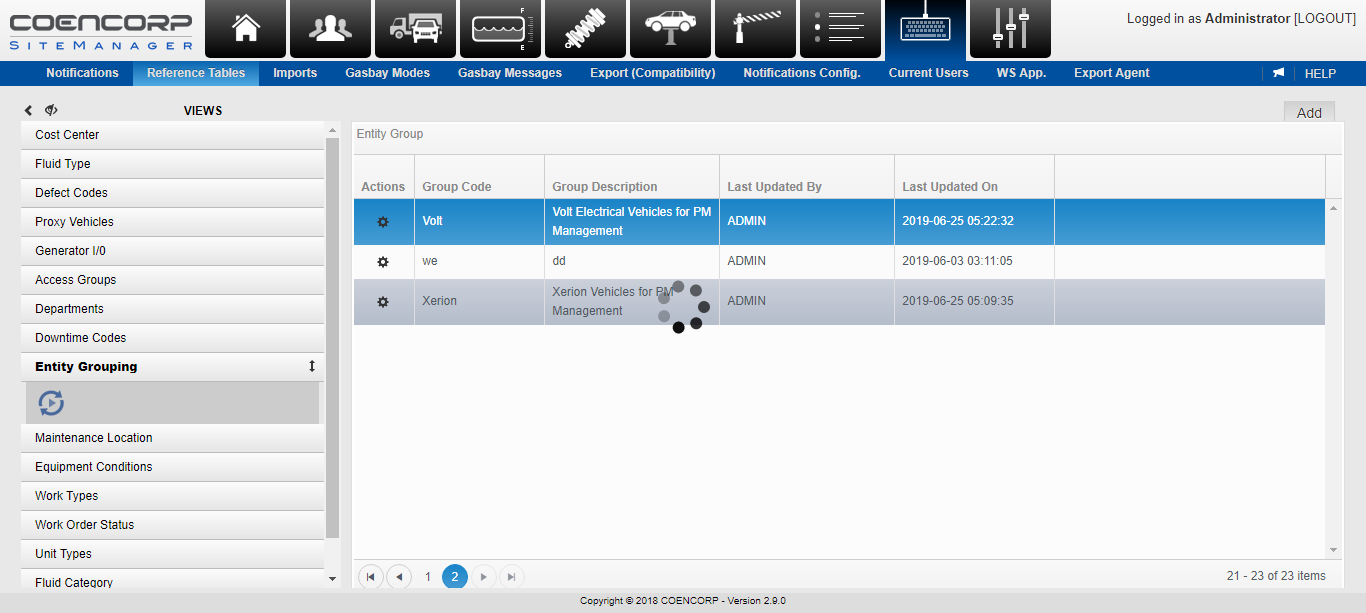 COENCORP
SITEMANAGER
F
E
Logged in as Administrator [LOGOUT]
Notifications Reference Tables Imports Gasbay Modes Gasbay Messages Export (Compatibility) Notifications Config. Current Users WS App. Export Agent HELP
VIEWS
Add
Cost Center
Fluid Type
Defect Codes
Proxy Vehicles
Generator I/0
Access Groups
Departments
Downtime Codes
Entity Grouping
Maintenance Location
Equipment Conditions
Work Types
Work Order Status
Unit Types
Fluid Category
Entity Group
Actions Group Code Group Description Last Updated By Last Updated On
Volt Volt Electrical Vehicles for PM ADMIN 2019-06-25 05:22:32
Management
we dd ADMIN 2019-06-03 03:11:05
Xerion Xerion Vehicles for PM ADMIN 2019-06-25 05:09:35
Management
1 2 21 - 23 of 23 items
Copyright © 2018 COENCORP - Version 2.9.0